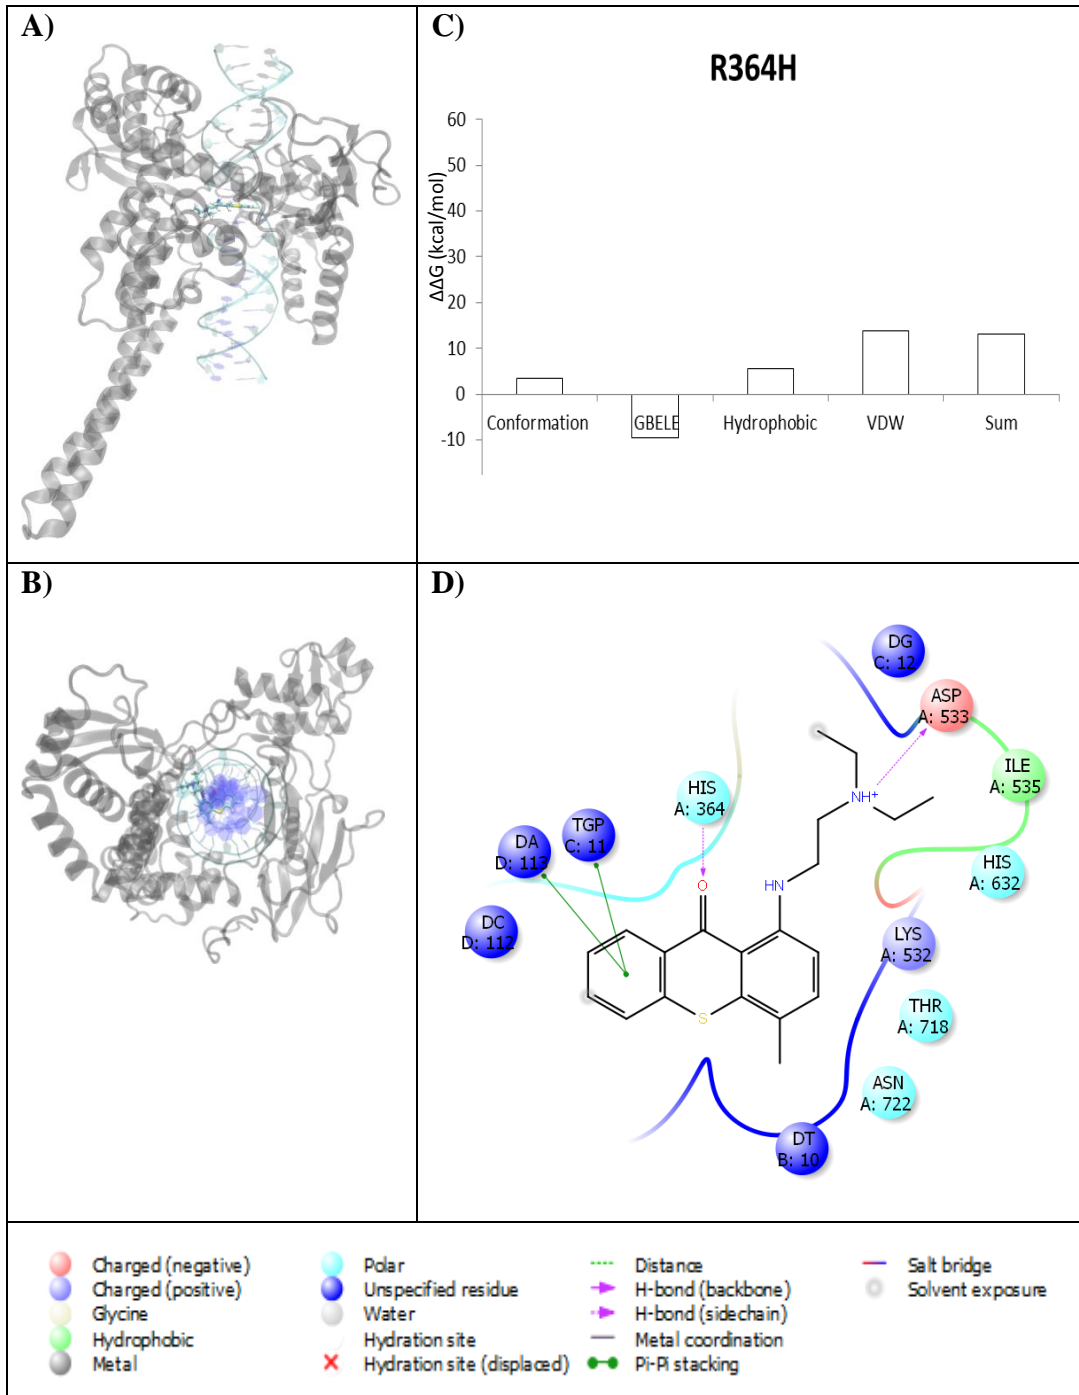 A)
B)
C)
R364H
ΔΔG (kcal/mol)
60
50
40
30
20
10
0
-10
Conformation
GBELE
Hydrophobic
VDW
Sum
D)
DG
C: 12
ASP
A: 533
ILE
A: 535
HIS
A: 364
NH+
TGP
C: 11
DA
D: 113
HIS
A: 632
O
HN
DC
D: 112
LYS
A: 532
S
THR
A: 718
ASN
A: 722
DT
B: 10
Charged (negative)
Charged (positive)
Glycine
Hydrophobic
Metal
Polar
Unspecified residue
Water
Hydration site
Hydration site (displaced)
Distance
H-bond (backbone)
H-bond (sidechain)
Metal coordination
Pi-Pi stacking
Salt bridge
Solvent exposure